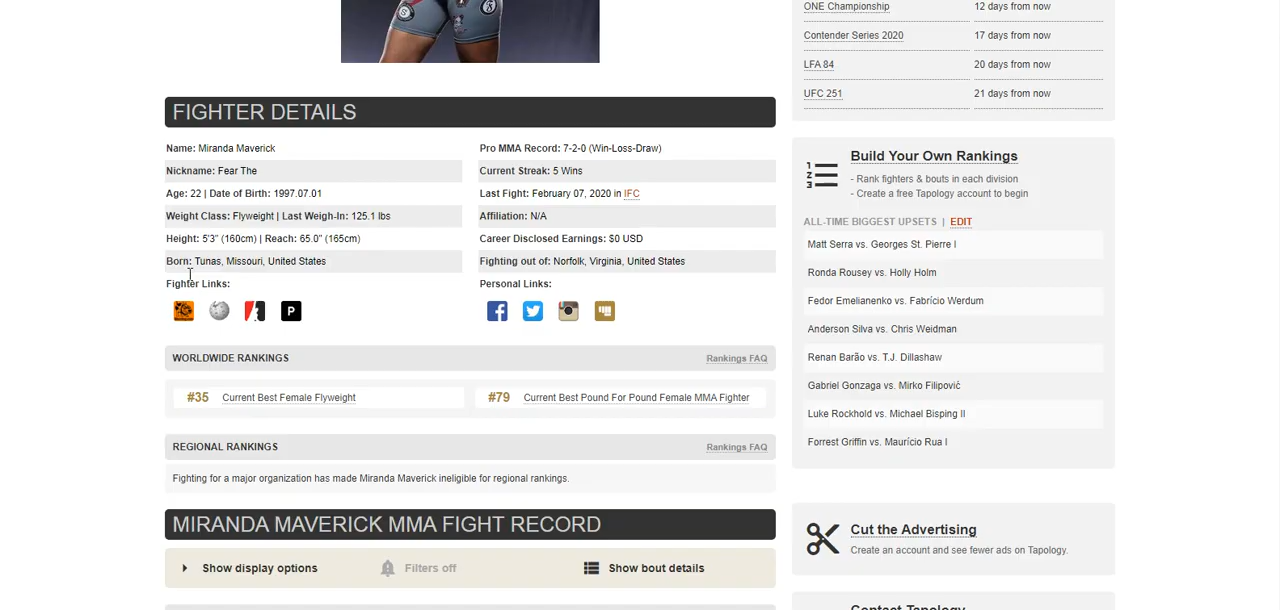 FIGHTER DETAILS
Name: Miranda Maverick
Nickname: Fear The
Age: 22 | Date of Birth: 1997.07.01
Weight Class: Flyweight | Last Weigh-In: 125.1 lbs
Height: 5'3" (160cm) | Reach: 65.0" (165cm)
Born: Tunas, Missouri, United States
Fighter Links:
P
Pro MMA Record: 7-2-0 (Win-Loss-Draw)
Current Streak: 5 Wins
Last Fight: February 07, 2020 in IFC
Affiliation: N/A
Career Disclosed Earnings: $0 USD
Fighting out of: Norfolk, Virginia, United States
Personal Links:
WORLDWIDE RANKINGS
Rankings FAQ
#35 Current Best Female Flyweight
#79 Current Best Pound For Pound Female MMA Fighter
REGIONAL RANKINGS
Rankings FAQ
Fighting for a major organization has made Miranda Maverick ineligible for regional rankings.
MIRANDA MAVERICK MMA FIGHT RECORD
Show display options
Filters off
Show bout details
ONE Championship 12 days from now
Contender Series 2020 17 days from now
LFA 84 20 days from now
UFC 251 21 days from now
Build Your Own Rankings
- Rank fighters & bouts in each division
- Create a free Tapology account to begin
ALL-TIME BIGGEST UPSETS | EDIT
Matt Serra vs. Georges St. Pierre I
Ronda Rousey vs. Holly Holm
Fedor Emelianenko vs. Fabrício Werdum
Anderson Silva vs. Chris Weidman
Renan Barão vs. T.J. Dillashaw
Gabriel Gonzaga vs. Mirko Filipović
Luke Rockhold vs. Michael Bisping II
Forrest Griffin vs. Maurício Rua I
Cut the Advertising
Create an account and see fewer ads on Tapology.
Contact Tapology